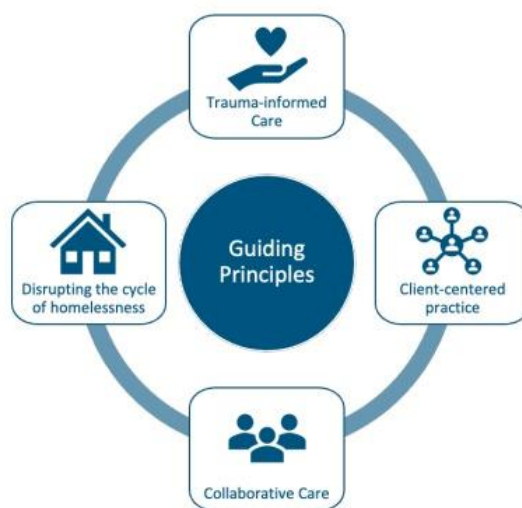 Trauma-informed
Care
Guiding
Principles
Disrupting the cycle
of homelessness
Client-centered
practice
Collaborative Care